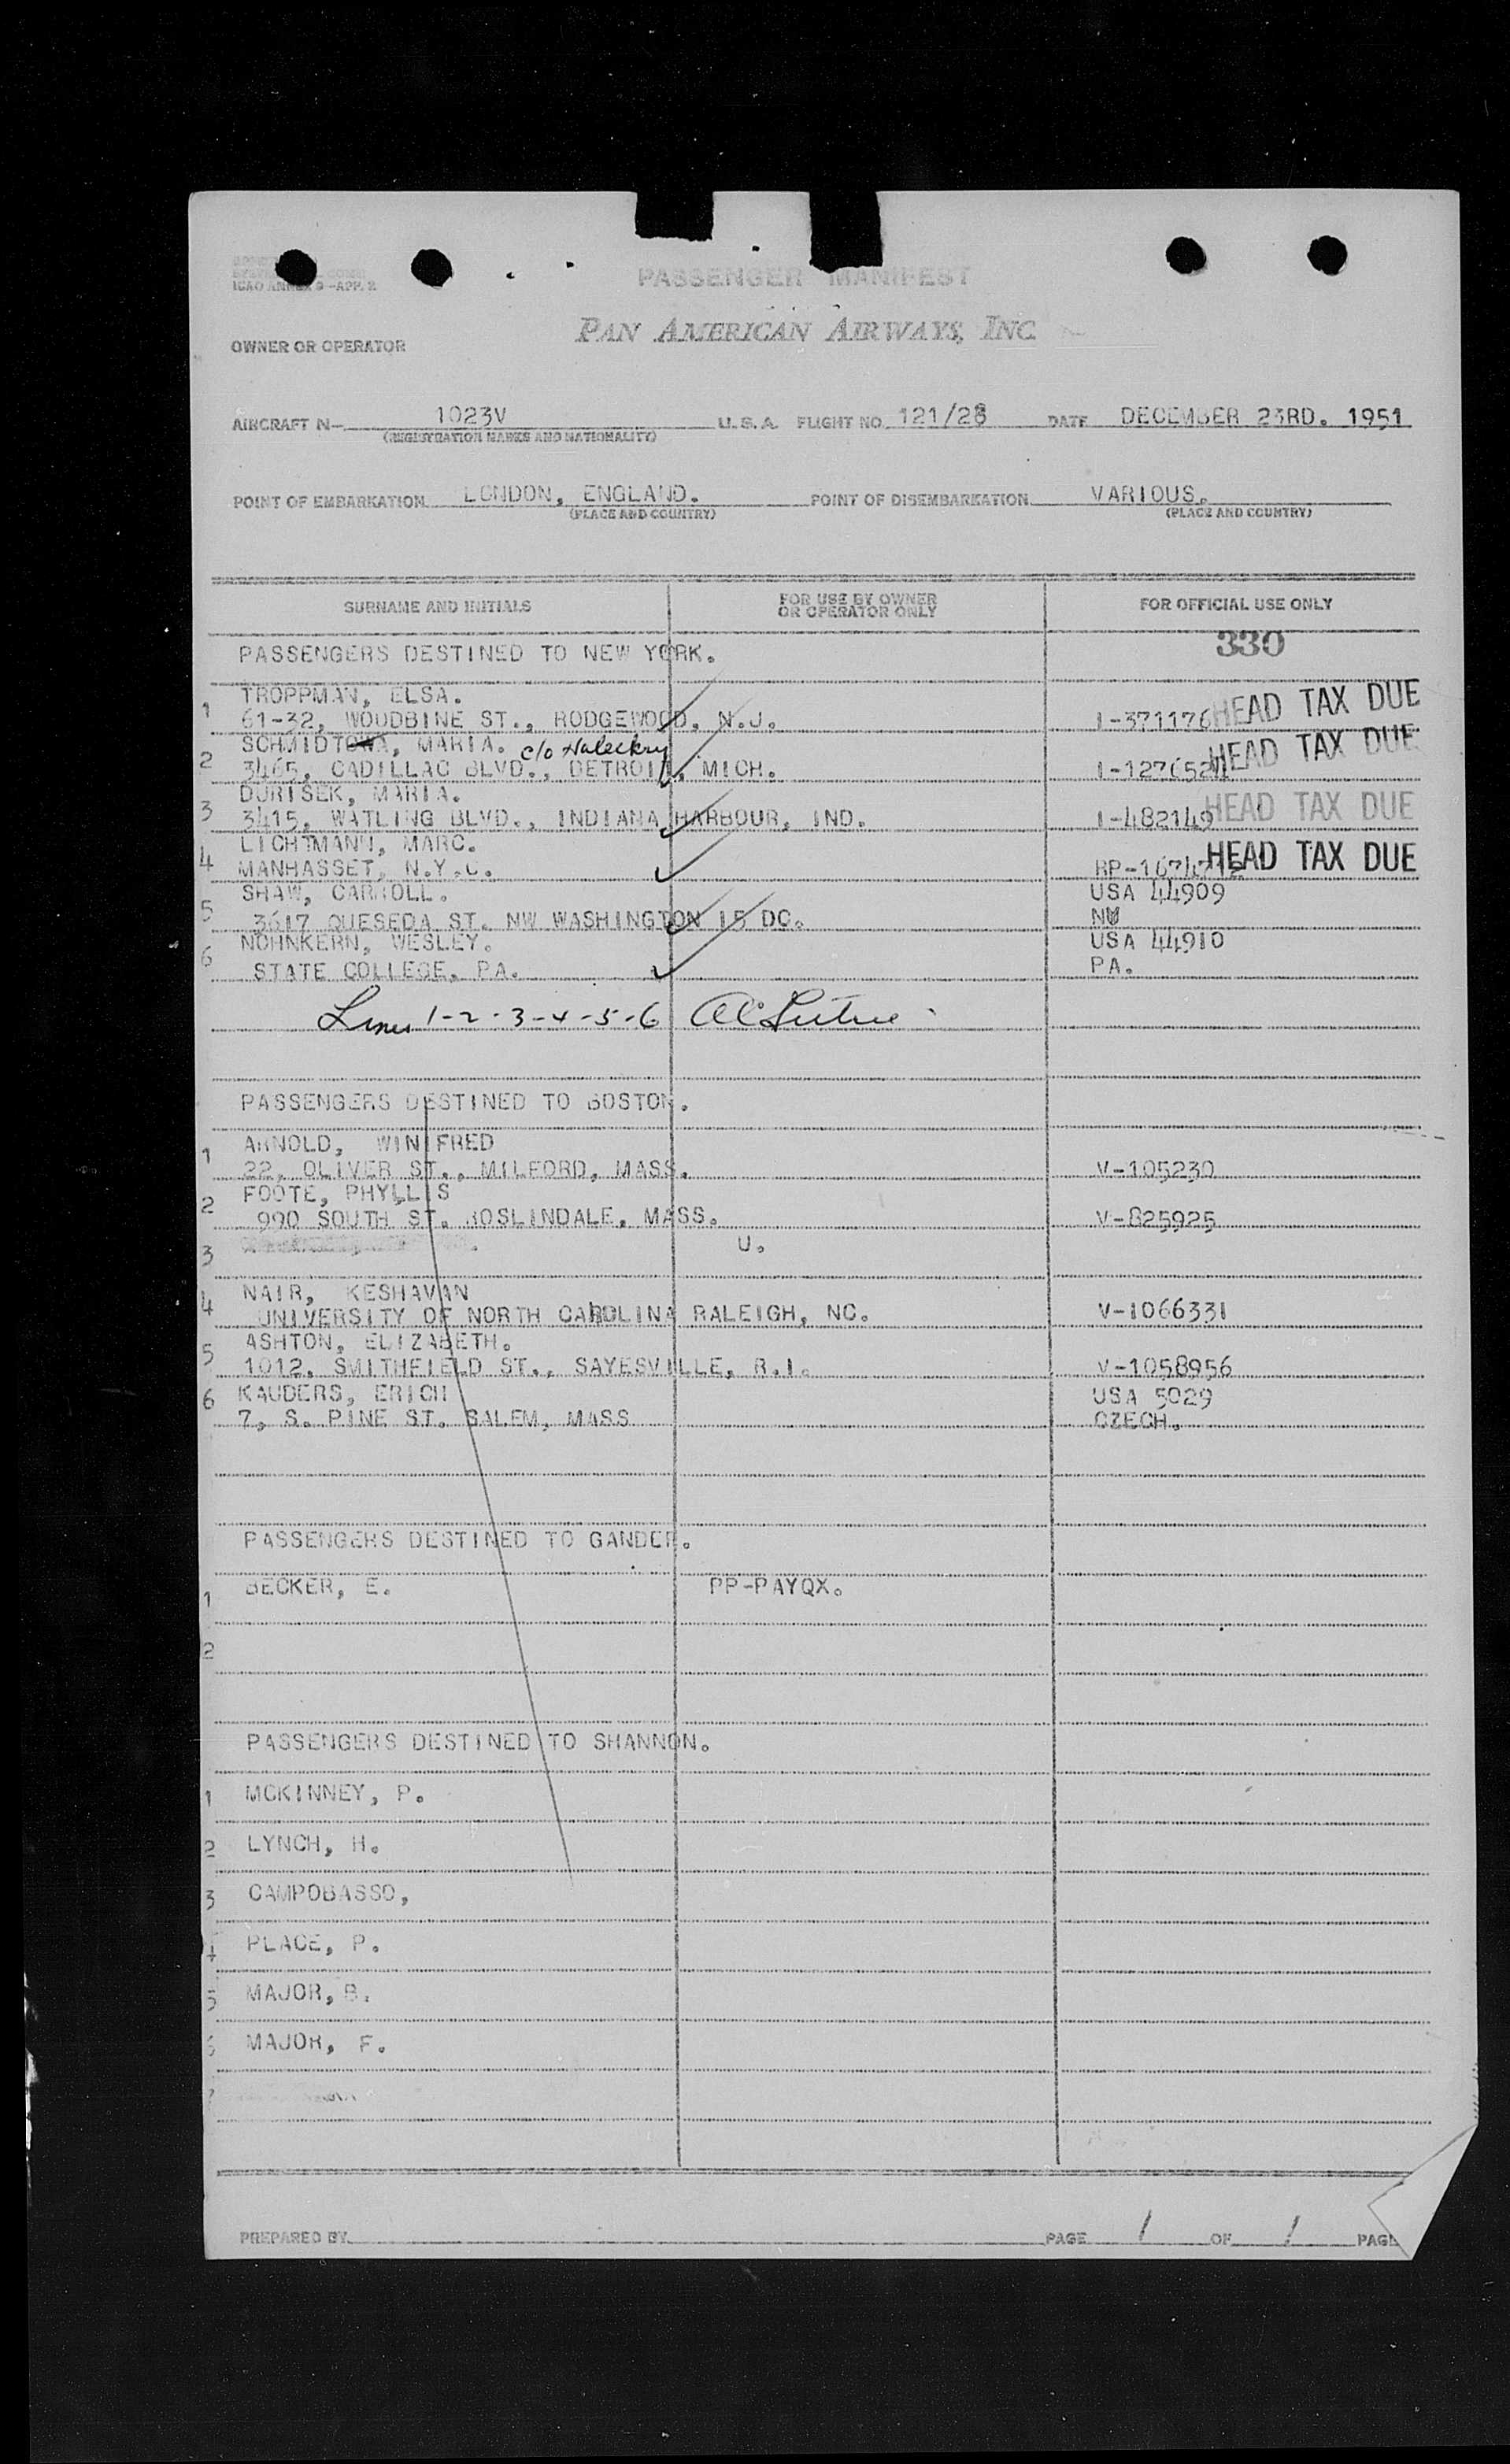 ICAO ANNEX 9-APP. 2
PASSENGER MANIFEST
OWNER OR OPERATOR
PAN AMERICAN AIRWAYS, INC.
AIRCRAFT N- 1023V U.S.A. FLIGHT NO. 121/28 DATE DECEMBER 23RD. 1951
(REGISTRATION MARKS AND NATIONALITY)
POINT OF EMBARKATION LONDON, ENGLAND. POINT OF DISEMBARKATION VARIOUS.
(PLACE AND COUNTRY) (PLACE AND COUNTRY)
SURNAME AND INITIALS FOR USE BY OWNER OR OPERATOR ONLY FOR OFFICIAL USE ONLY
330
PASSENGERS DESTINED TO NEW YORK.
1 TROPPMAN, ELSA.
61-32, WOODBINE ST., RODGEWOOD, N.J. I-371176 HEAD TAX DUE
2 SCHMIDTOWA, MARIA. c/o
3465, CADILLAC BLVD., DETROIT, MICH. HEAD TAX DUE
3 DURISEK, MARIA.
3415, WATLING BLVD., INDIANA HARBOUR, IND. I-482149 HEAD TAX DUE
4 LICHTMANN, MARC.
MANHASSET, N.Y.C. HEAD TAX DUE
5 SHAW, CARROLL. USA 44909
3617 QUESEDA ST. NW WASHINGTON 15 DC.
6 NOHNKERN, WESLEY. USA 44910
STATE COLLEGE, PA. PA.
Lines 1-2-3-4-5-6
PASSENGERS DESTINED TO BOSTON.
1 ARNOLD, WINIFRED
22, OLIVER ST., MILFORD, MASS. V-105230
2 FOOTE, PHYLLIS
990 SOUTH ST. ROSLINDALE, MASS. V-825925
3 U.
4 NAIR, KESHAVAN
UNIVERSITY OF NORTH CAROLINA RALEIGH, NC. V-1066331
5 ASHTON, ELIZABETH.
1012, SMITHFIELD ST., SAYESVILLE, R.I. V-1058956
6 KAUDERS, ERICH USA 5029
7, S. PINE ST. SALEM, MASS CZECH.
PASSENGERS DESTINED TO GANDER.
1 BECKER, E. PP-PAYQX.
2
PASSENGERS DESTINED TO SHANNON.
1 MCKINNEY, P.
2 LYNCH, H.
3 CAMPOBASSO,
4 PLACE, P.
5 MAJOR, B.
6 MAJOR, F.
PREPARED BY PAGE 1 OF 1 PAGE